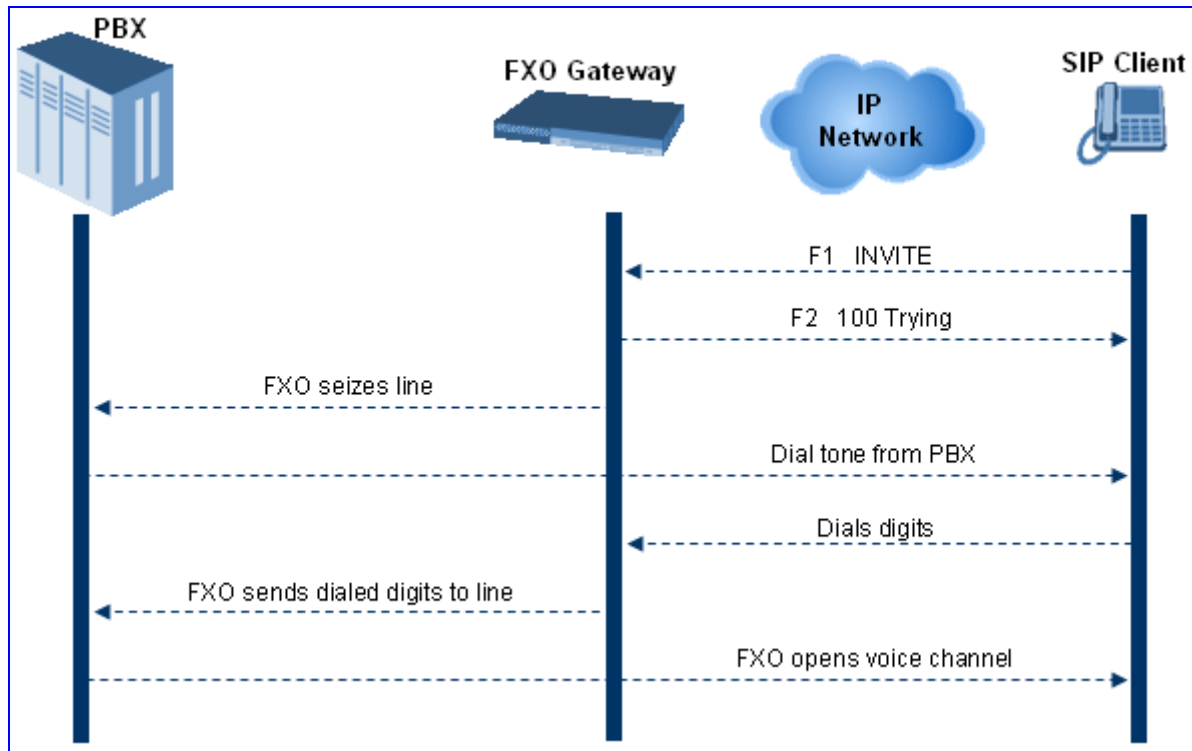 PBX
FXO Gateway
IP
Network
SIP Client
F1 INVITE
F2 100 Trying
FXO seizes line
Dial tone from PBX
Dials digits
FXO sends dialed digits to line
FXO opens voice channel